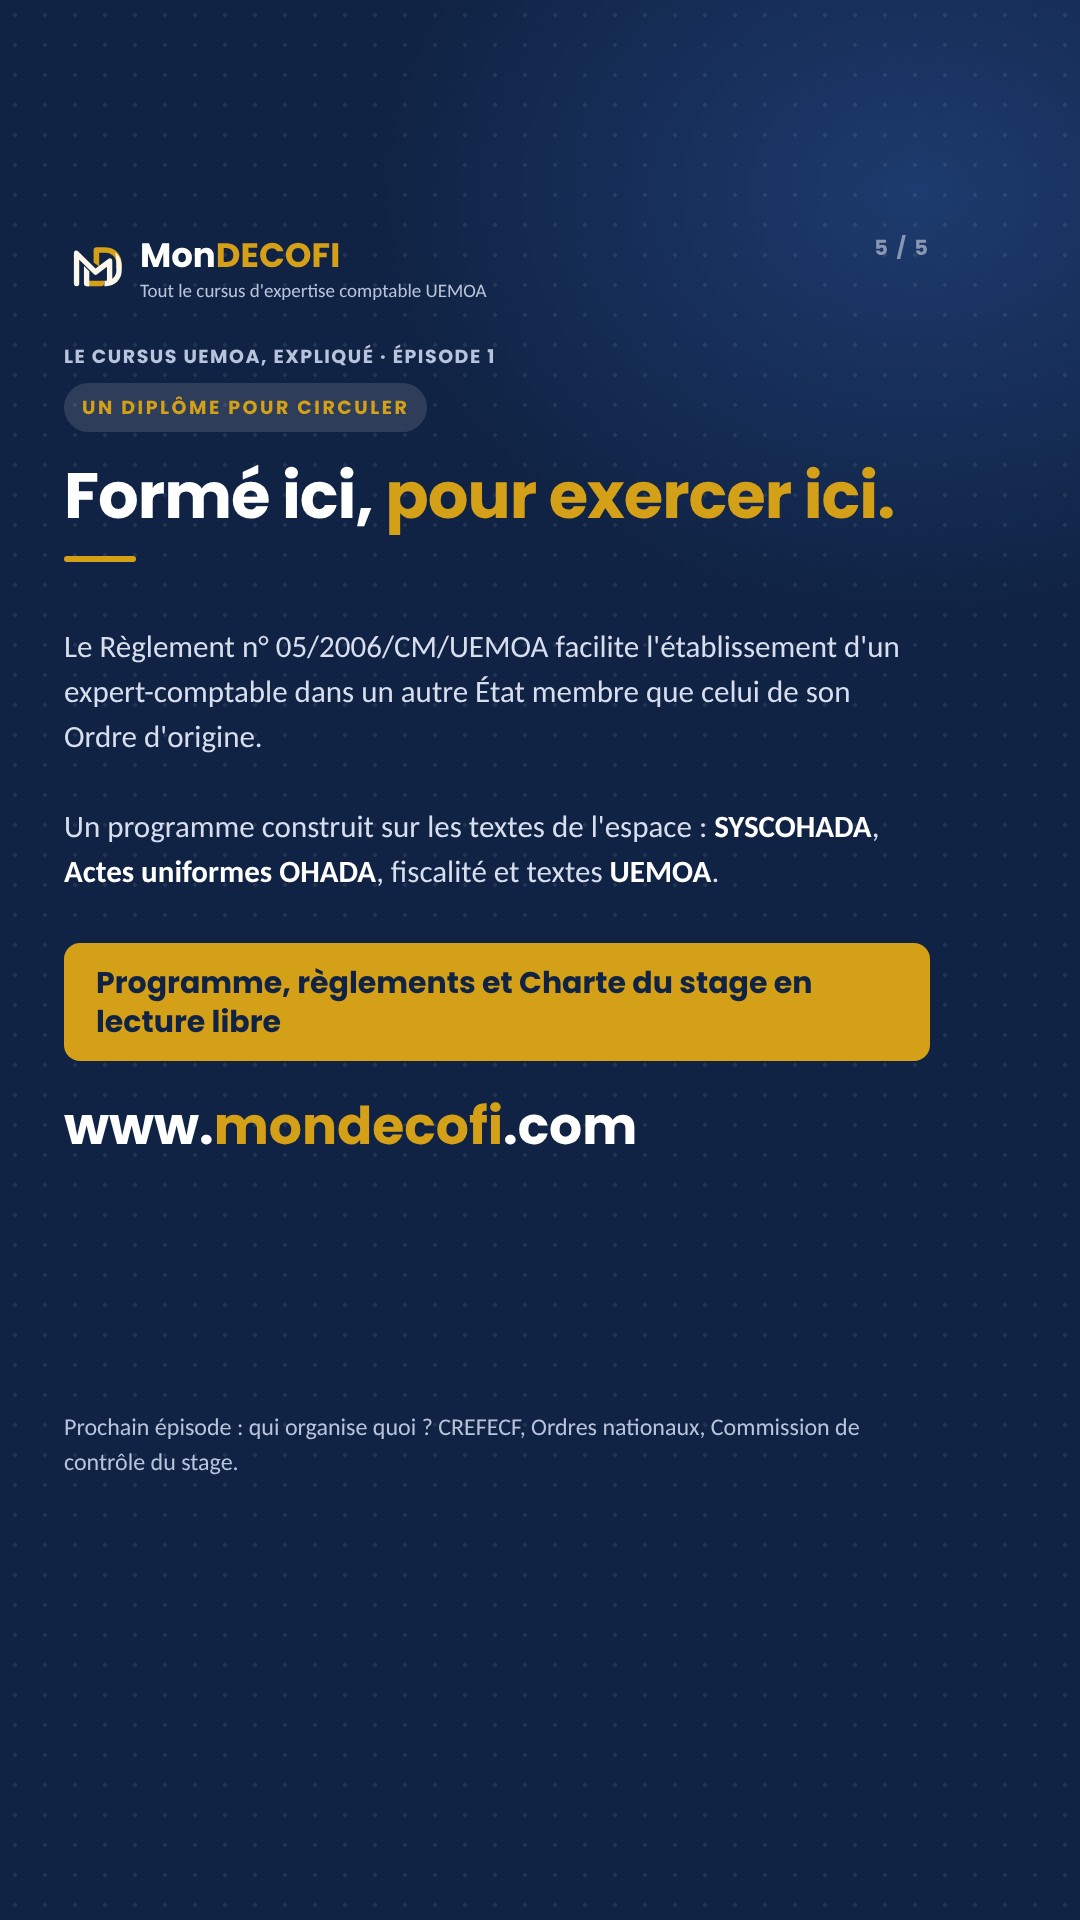 MonDECOFI
Tout le cursus d'expertise comptable UEMOA
5 / 5
LE CURSUS UEMOA, EXPLIQUÉ · ÉPISODE 1
UN DIPLÔME POUR CIRCULER
Formé ici, pour exercer ici.
Le Règlement n° 05/2006/CM/UEMOA facilite l'établissement d'un
expert-comptable dans un autre État membre que celui de son
Ordre d'origine.
Un programme construit sur les textes de l'espace : SYSCOHADA,
Actes uniformes OHADA, fiscalité et textes UEMOA.
Programme, règlements et Charte du stage en
lecture libre
www.mondecofi.com
Prochain épisode : qui organise quoi ? CREFECF, Ordres nationaux, Commission de
contrôle du stage.